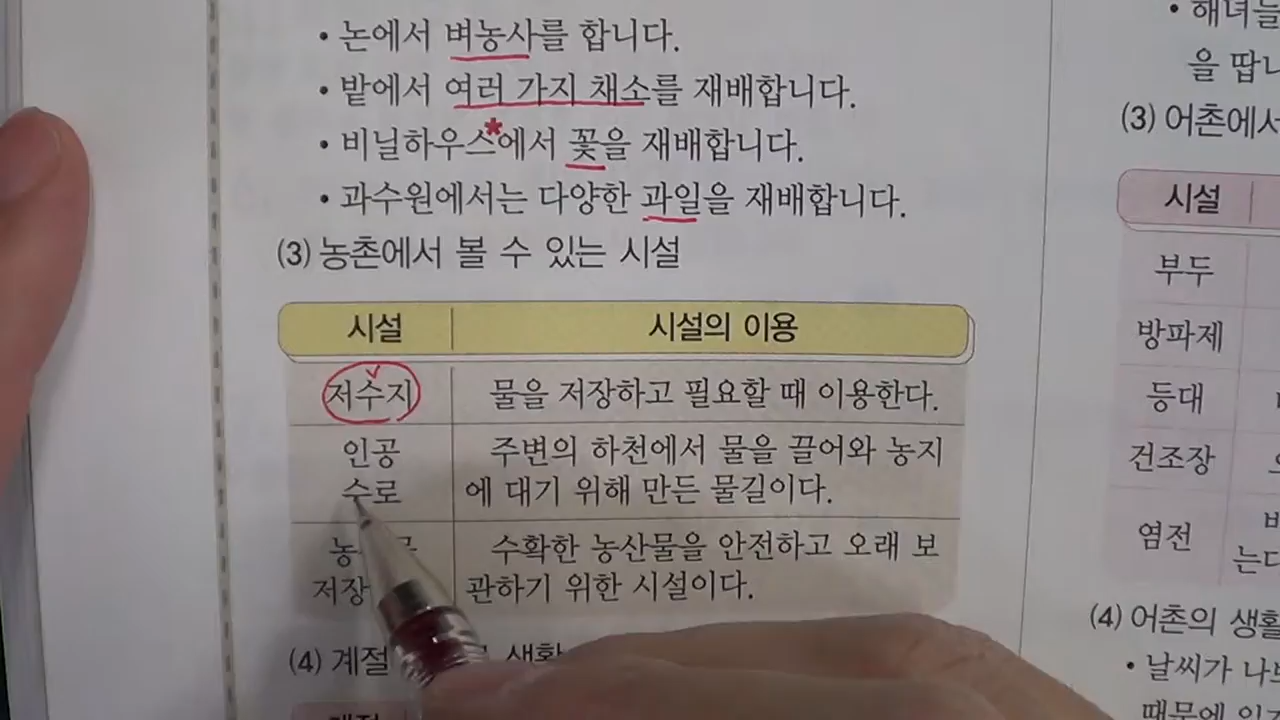 • 논에서 벼농사를 합니다.
• 밭에서 여러 가지 채소를 재배합니다.
• 비닐하우스*에서 꽃을 재배합니다.
• 과수원에서는 다양한 과일을 재배합니다.
(3) 농촌에서 볼 수 있는 시설
시설 시설의 이용
저수지 물을 저장하고 필요할 때 이용한다.
인공 주변의 하천에서 물을 끌어와 농지
수로 에 대기 위해 만든 물길이다.
수확한 농산물을 안전하고 오래 보
저장 관하기 위한 시설이다.
(4) 계절
• 해녀들
을 땁니
(3) 어촌에서
시설
부두
방파제
등대
건조장
염전
는다
(4) 어촌의 생활
• 날씨가
때문에